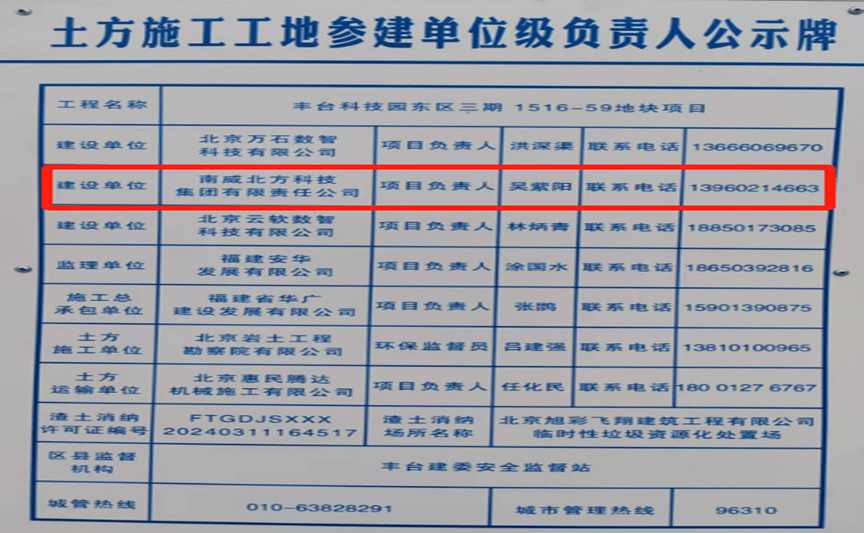 土方施工工地参建单位级负责人公示牌
工程名称 丰台科技园东区三期 1516-59地块项目
建设单位 北京万石数智科技有限公司 项目负责人 洪深渠 联系电话 13666069670
建设单位 南威北方科技集团有限责任公司 项目负责人 吴紫阳 联系电话 13960214663
建设单位 北京云软数智科技有限公司 项目负责人 林炳青 联系电话 18850173085
监理单位 福建安华发展有限公司 项目负责人 涂国水 联系电话 18650392816
施工总承包单位 福建省华广建设发展有限公司 项目负责人 张鹏 联系电话 15901390875
土方施工单位 北京岩土工程勘察院有限公司 环保监督员 吕建强 联系电话 13810100965
土方运输单位 北京惠民腾达机械施工有限公司 项目负责人 任化民 联系电话 180 0127 6767
渣土消纳许可证编号 FTGDJSXXX20240311164517 渣土消纳场所名称 北京旭彩飞翔建筑工程有限公司临时性垃圾资源化处置场
区县监督机构 丰台建委安全监督站
城管热线 010-63828291 城市管理热线 96310